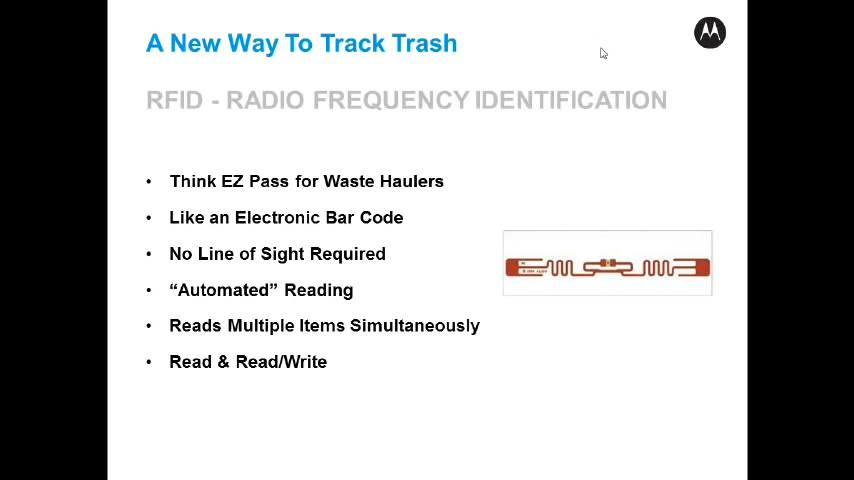 A New Way To Track Trash
RFID - RADIO FREQUENCY IDENTIFICATION
• Think EZ Pass for Waste Haulers
• Like an Electronic Bar Code
• No Line of Sight Required
• “Automated” Reading
• Reads Multiple Items Simultaneously
• Read & Read/Write